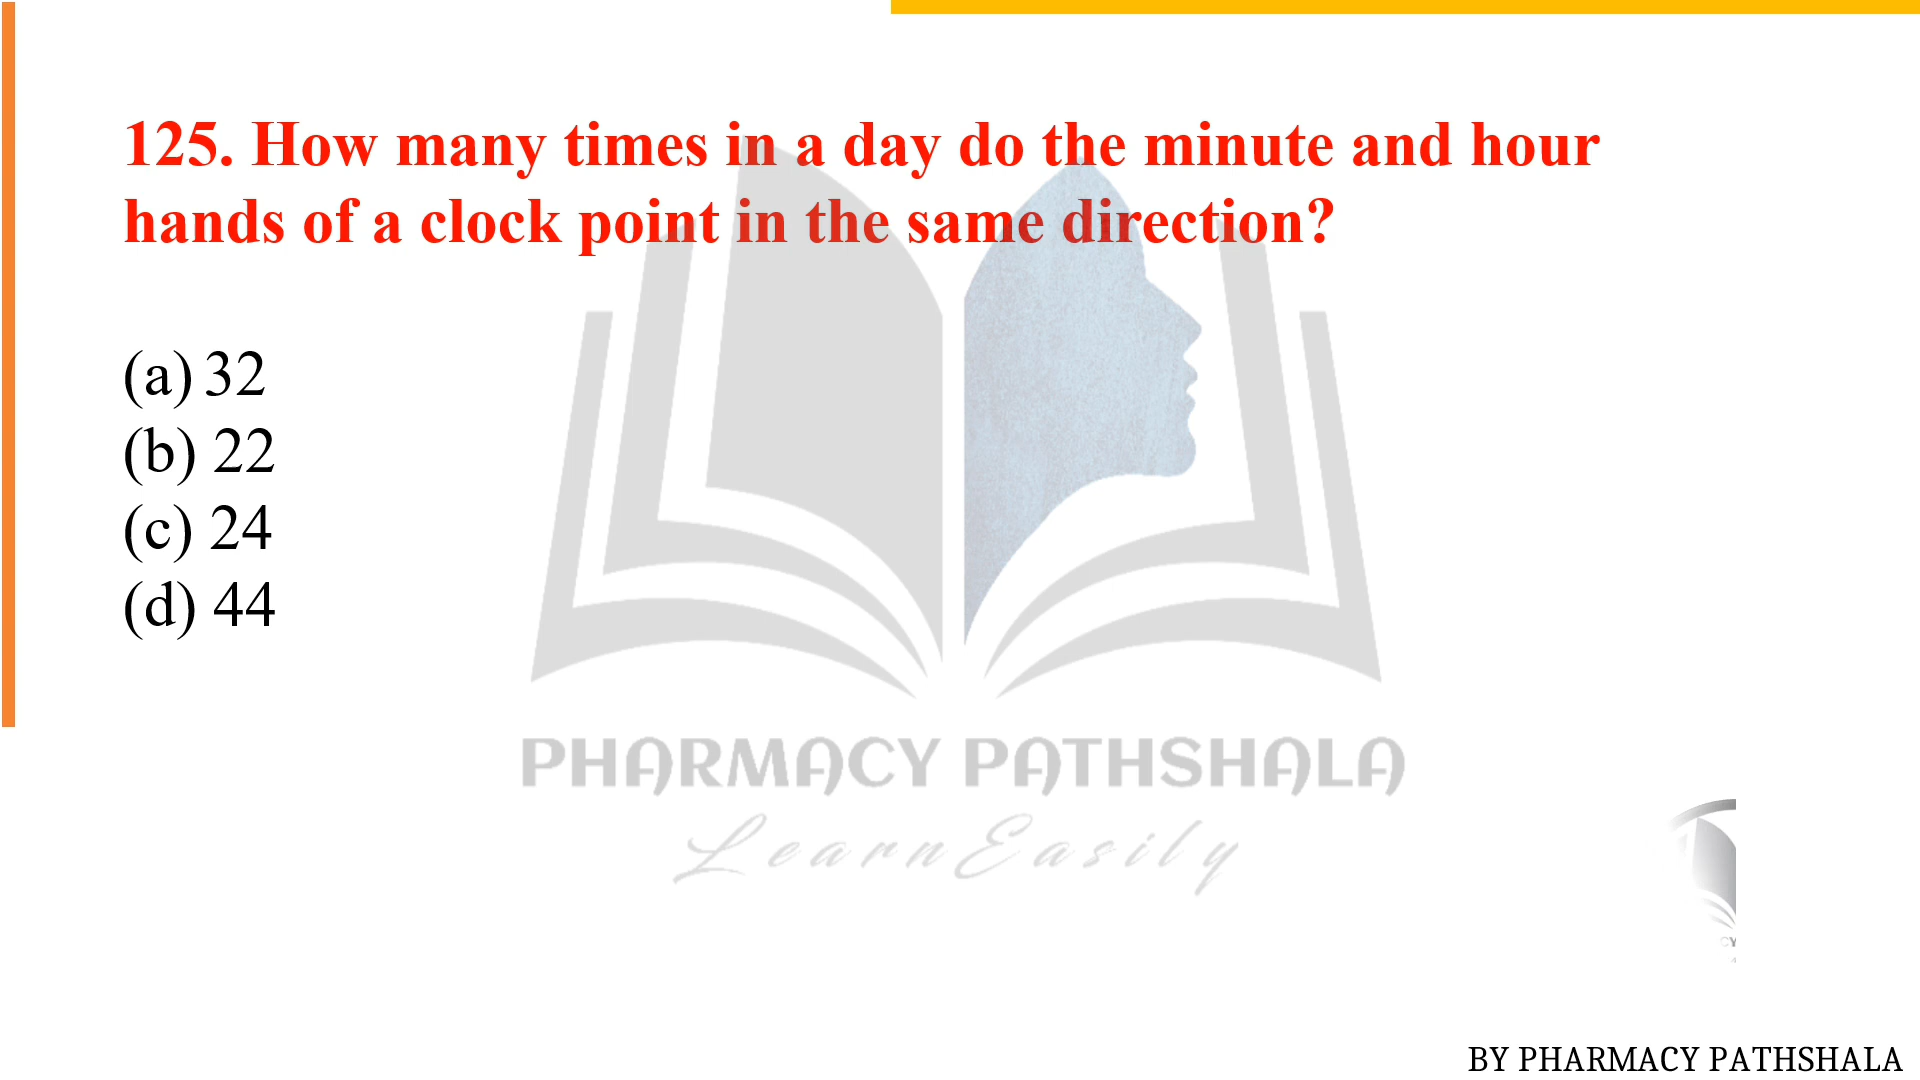 125. How many times in a day do the minute and hour
hands of a clock point in the same direction?
(a) 32
(b) 22
(c) 24
(d) 44
PHARMACY PATHSHALA
Learn Easily
CY
BY PHARMACY PATHSHALA